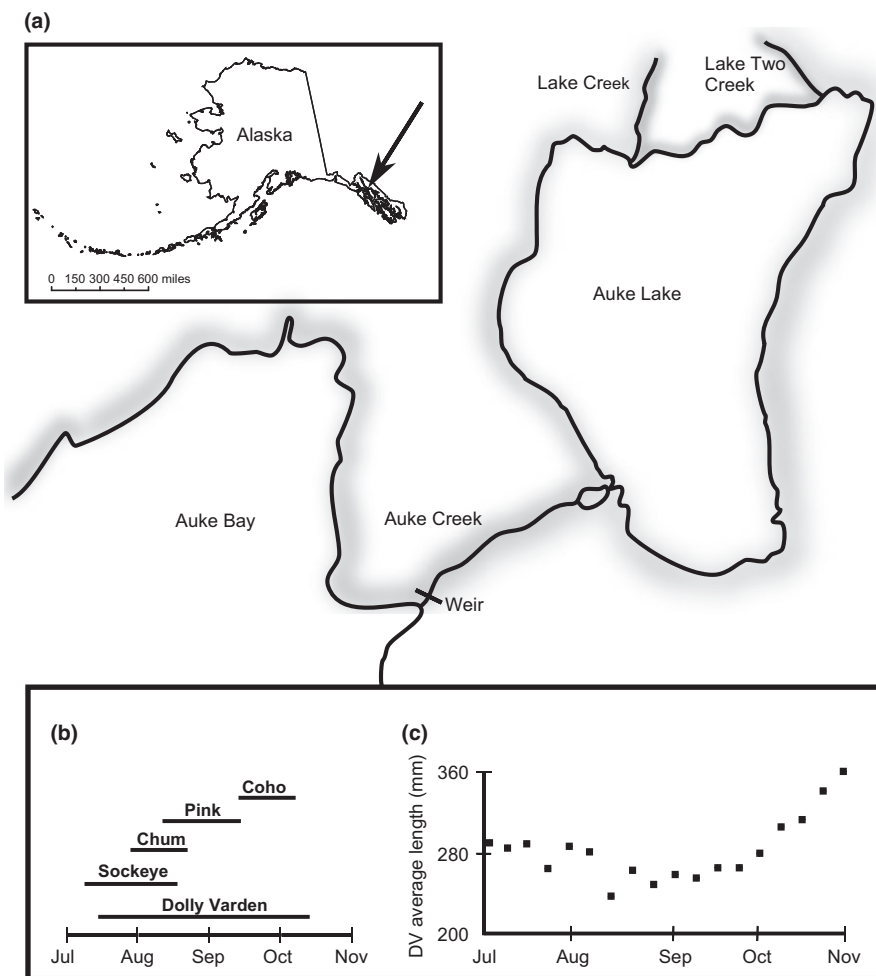 (a)
Alaska
0 150 300 450 600 miles
Lake Creek
Lake Two
Creek
Auke Lake
Auke Bay
Auke Creek
Weir
(b)
Coho
Pink
Chum
Sockeye
Dolly Varden
Jul Aug Sep Oct Nov
(c)
DV average length (mm)
360
280
200
Jul Aug Sep Oct Nov